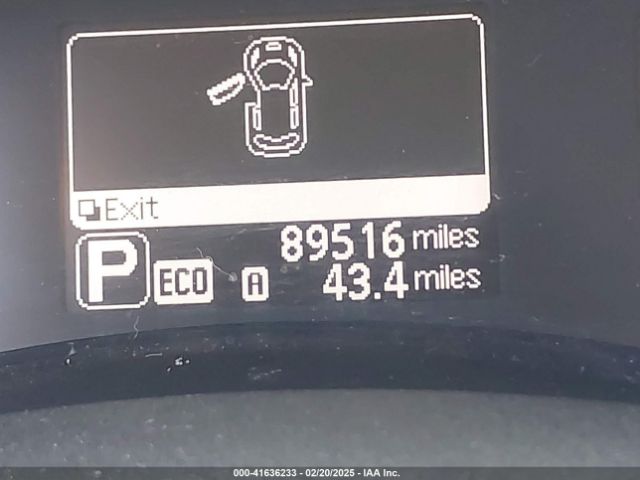 Exit
89516 miles
P ECO A 43.4 miles
000-41636233 - 02/20/2025 - IAA Inc.